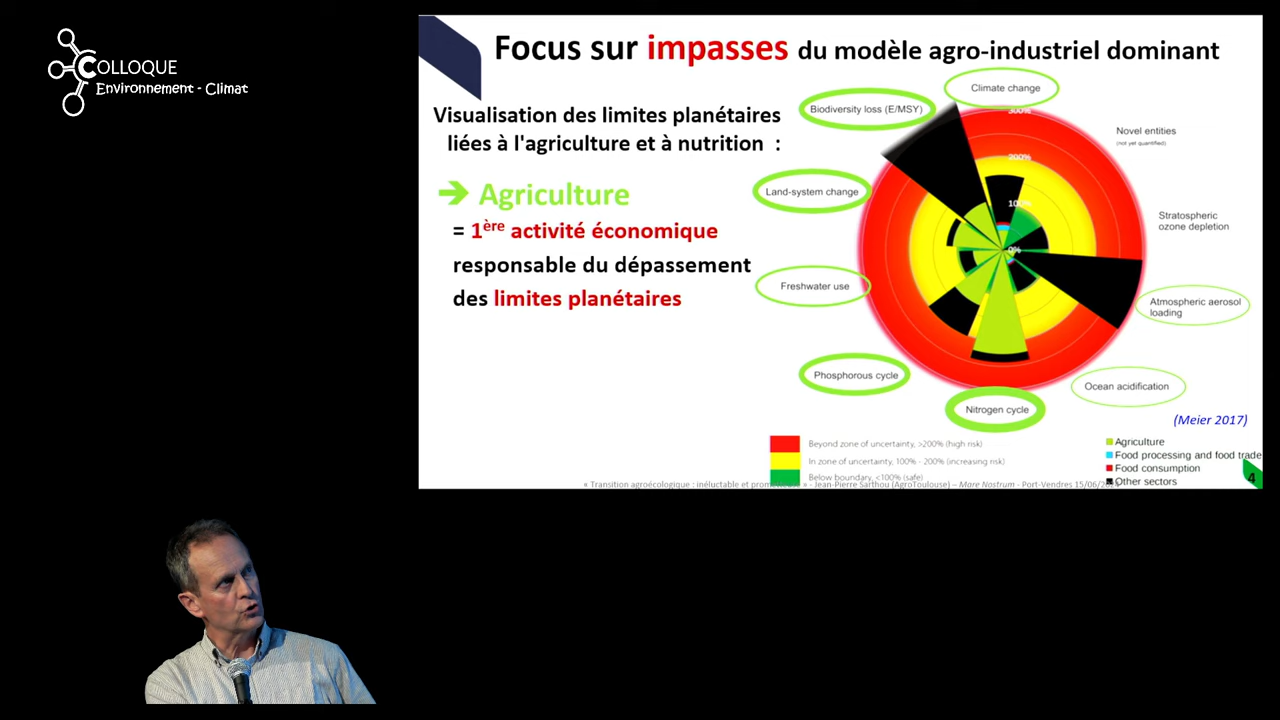 COLLOQUE
Environnement - Climat
Focus sur impasses du modèle agro-industriel dominant
Visualisation des limites planétaires
liées à l'agriculture et à nutrition :
➔ Agriculture
= 1ère activité économique
responsable du dépassement
des limites planétaires
Climate change
Biodiversity loss (E/MSY)
Novel entities
(not yet quantified)
Land-system change
Stratospheric
ozone depletion
Freshwater use
Atmospheric aerosol
loading
Phosphorous cycle
Ocean acidification
Nitrogen cycle
300%
200%
100%
0%
(Meier 2017)
Beyond zone of uncertainty, >200% (high risk)
In zone of uncertainty, 100% - 200% (increasing risk)
Below boundary, <100% (safe)
Agriculture
Food processing and food trade
Food consumption
Other sectors
« Transition agroécologique : inéluctable et » - Jean-Pierre Sarthou (AgroToulouse) – Mare Nostrum - Port-Vendres 15/06/
4